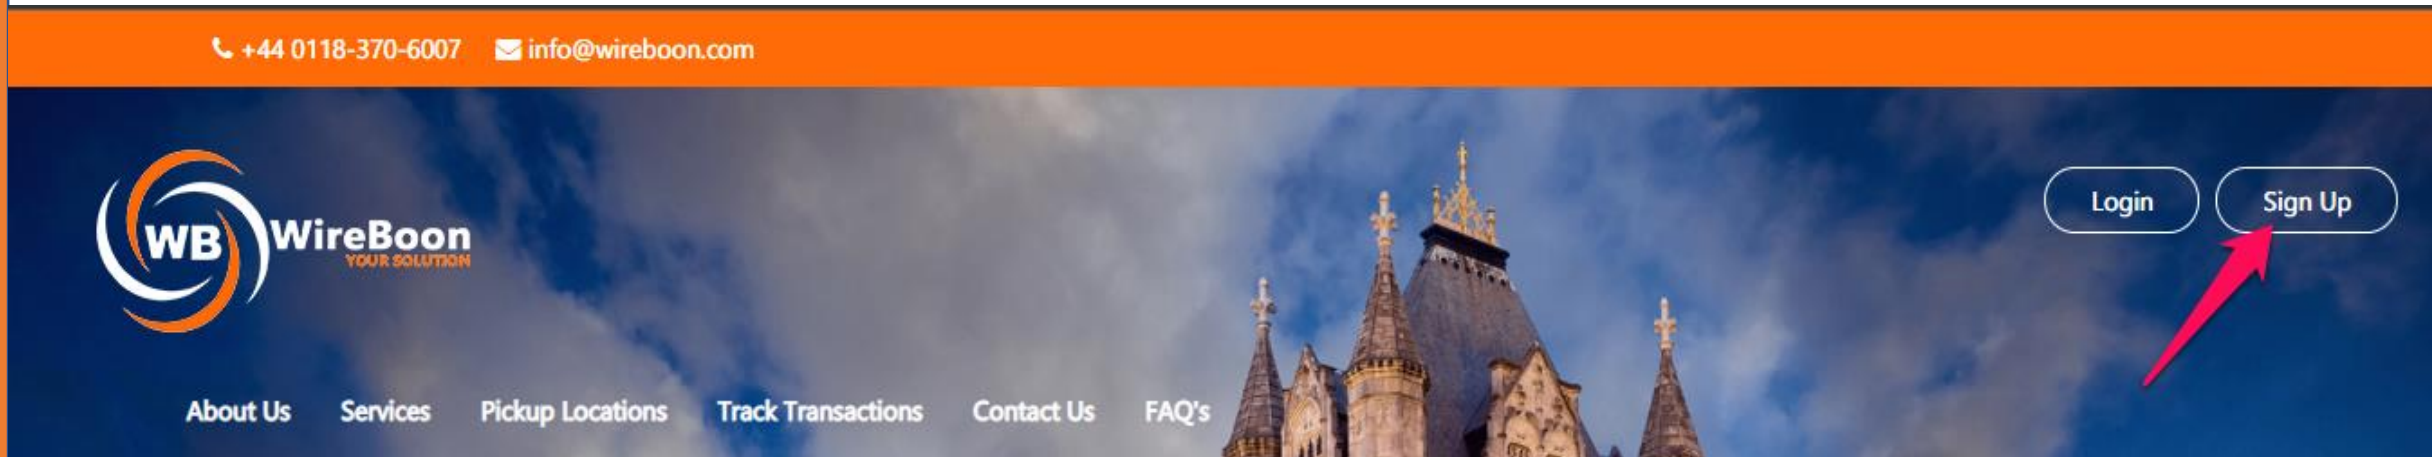 +44 0118-370-6007 info@wireboon.com
Login Sign Up
WB WireBoon
YOUR SOLUTION
About Us Services Pickup Locations Track Transactions Contact Us FAQ's